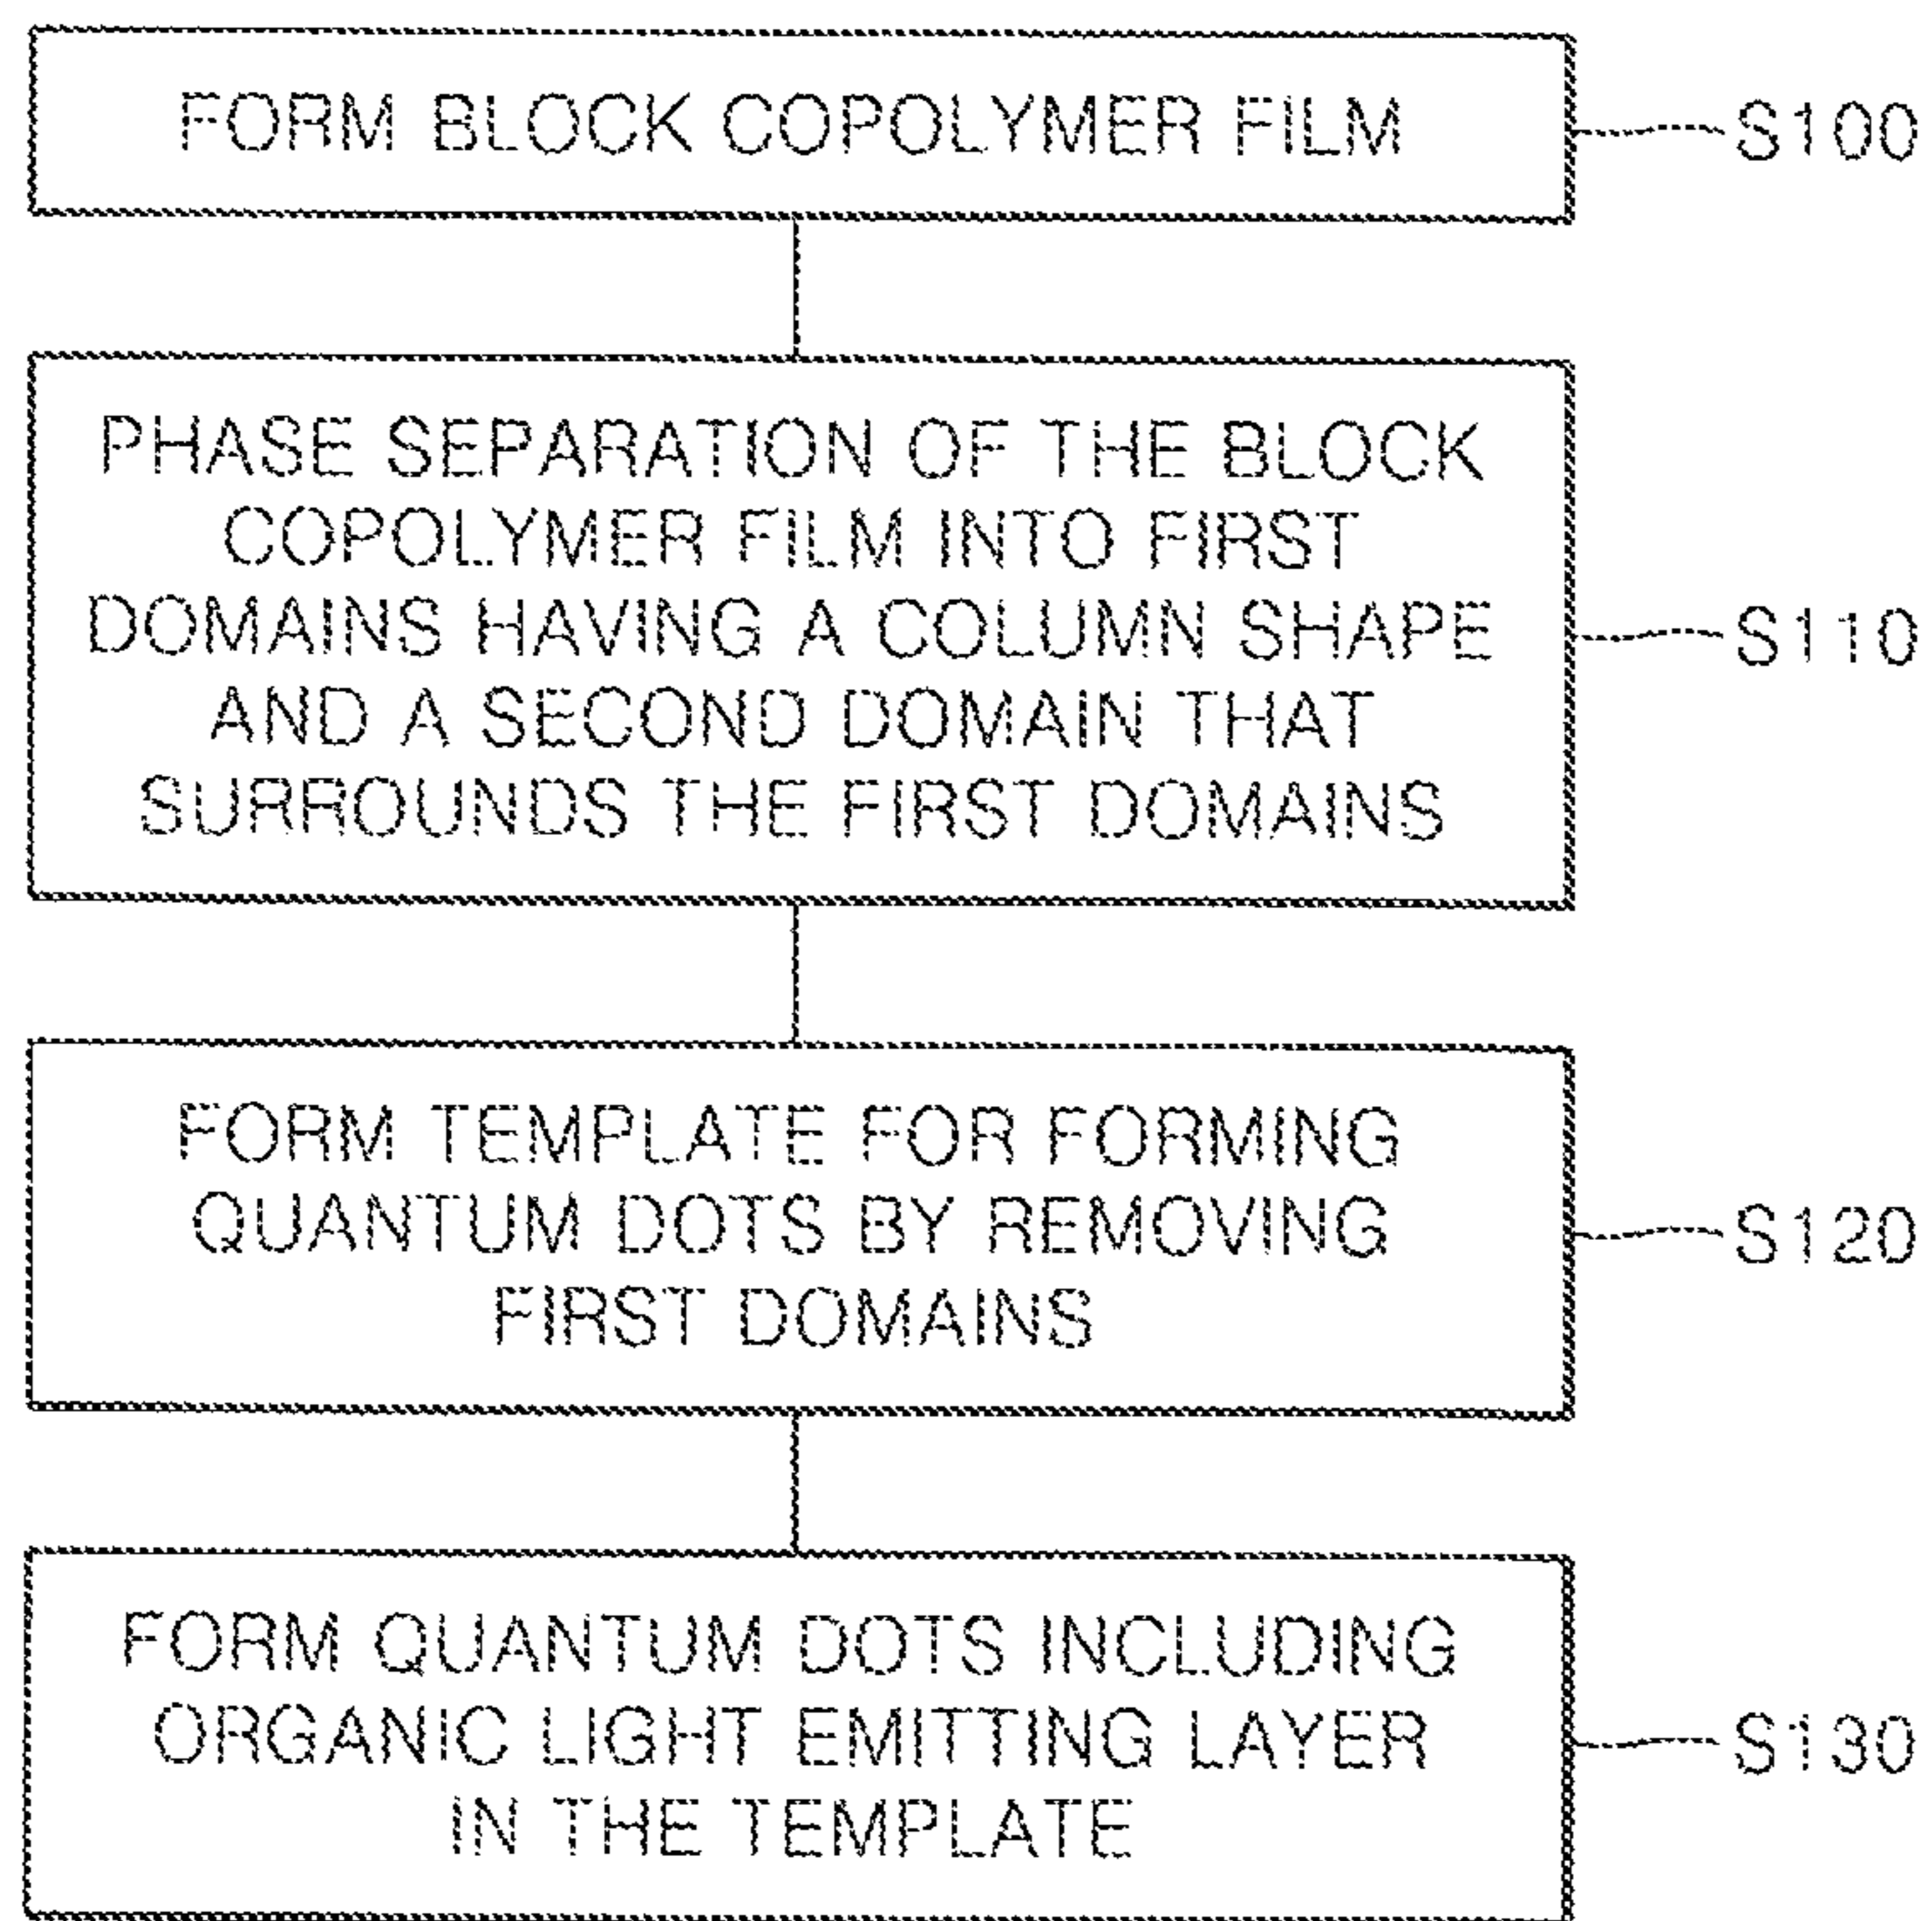 FORM BLOCK COPOLYMER FILM
S100
PHASE SEPARATION OF THE BLOCK
COPOLYMER FILM INTO FIRST
DOMAINS HAVING A COLUMN SHAPE
AND A SECOND DOMAIN THAT
SURROUNDS THE FIRST DOMAINS
S110
FORM TEMPLATE FOR FORMING
QUANTUM DOTS BY REMOVING
FIRST DOMAINS
S120
FORM QUANTUM DOTS INCLUDING
ORGANIC LIGHT EMITTING LAYER
IN THE TEMPLATE
S130